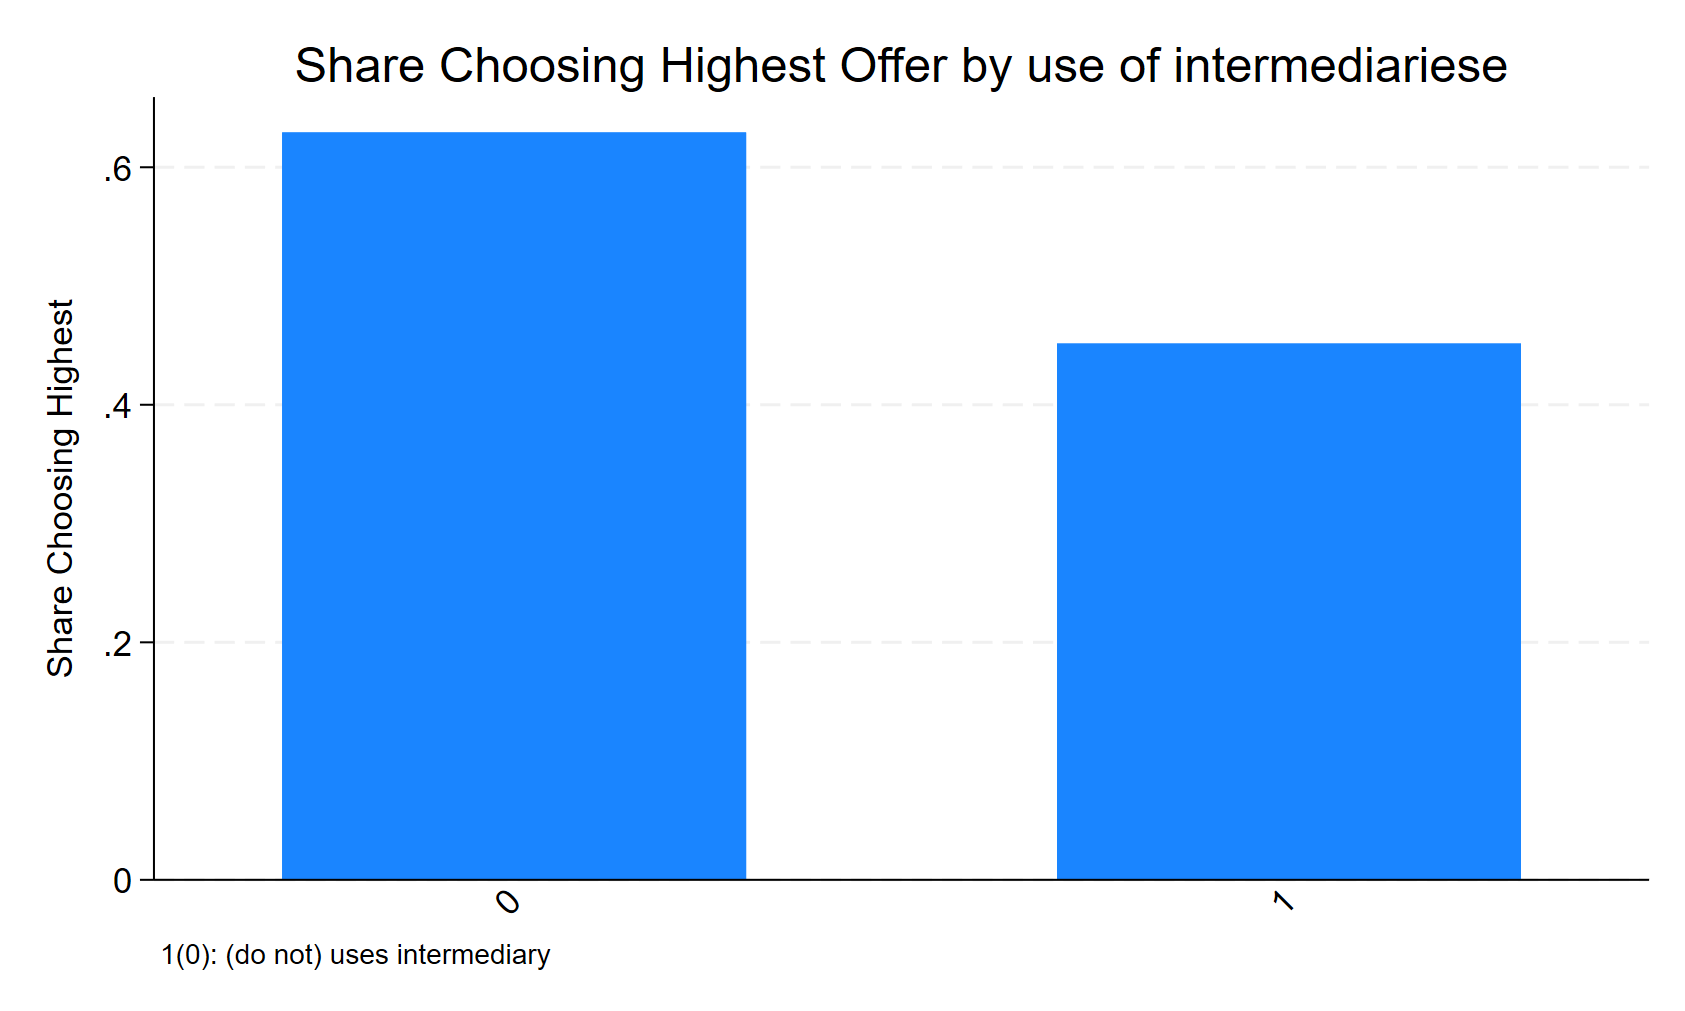 Share Choosing Highest Offer by use of intermediariese
Share Choosing Highest
.6
.4
.2
0
0
1
1(0): (do not) uses intermediary